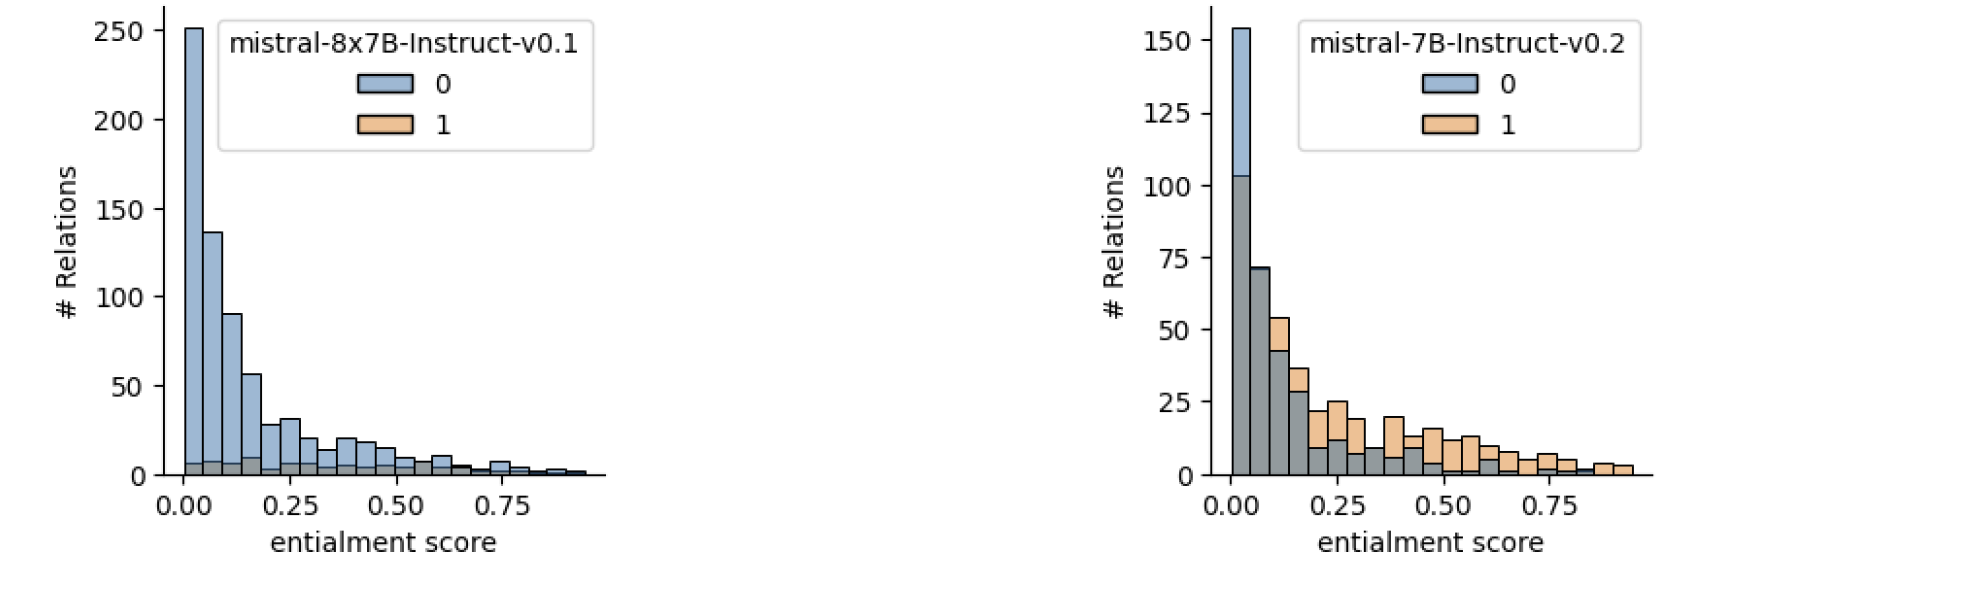 mistral-8x7B-Instruct-v0.1
0
1
250
200
150
100
50
0
# Relations
0.00 0.25 0.50 0.75
entialment score
mistral-7B-Instruct-v0.2
0
1
150
125
100
75
50
25
0
# Relations
0.00 0.25 0.50 0.75
entialment score